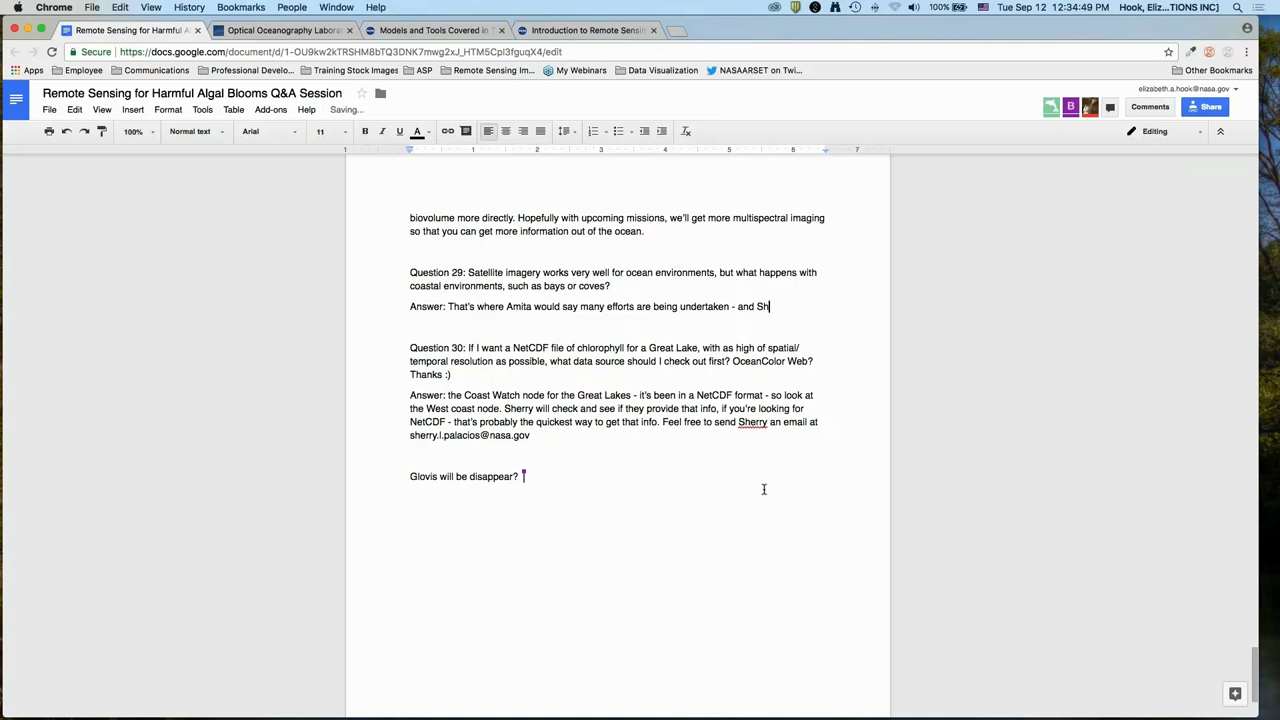 Chrome File Edit View History Bookmarks People Window Help 100% Tue Sep 12 12:34:49 PM Hook, Eliz...TIONS INC]
Remote Sensing for Harmful Al Optical Oceanography Laborat Models and Tools Covered in T Introduction to Remote Sensin
Secure https://docs.google.com/document/d/1-OU9kw2kTRSHM8bTQ3DNK7mwg2xJ_HTM5Cpl3fguqX4/edit
Apps Employee Communications Professional Develo... Training Stock Images ASP Remote Sensing Im... My Webinars Data Visualization NASAARSET on Twi... Other Bookmarks
Remote Sensing for Harmful Algal Blooms Q&A Session
elizabeth.a.hook@nasa.gov
File Edit View Insert Format Tools Table Add-ons Help Saving...
B Comments Share
100% Normal text Arial 11 B I U A Editing
1 1 2 3 4 5 6 7
biovolume more directly. Hopefully with upcoming missions, we'll get more multispectral imaging
so that you can get more information out of the ocean.
Question 29: Satellite imagery works very well for ocean environments, but what happens with
coastal environments, such as bays or coves?
Answer: That's where Amita would say many efforts are being undertaken - and Sh
Question 30: If I want a NetCDF file of chlorophyll for a Great Lake, with as high of spatial/
temporal resolution as possible, what data source should I check out first? OceanColor Web?
Thanks :)
Answer: the Coast Watch node for the Great Lakes - it's been in a NetCDF format - so look at
the West coast node. Sherry will check and see if they provide that info, if you're looking for
NetCDF - that's probably the quickest way to get that info. Feel free to send Sherry an email at
sherry.l.palacios@nasa.gov
Glovis will be disappear?